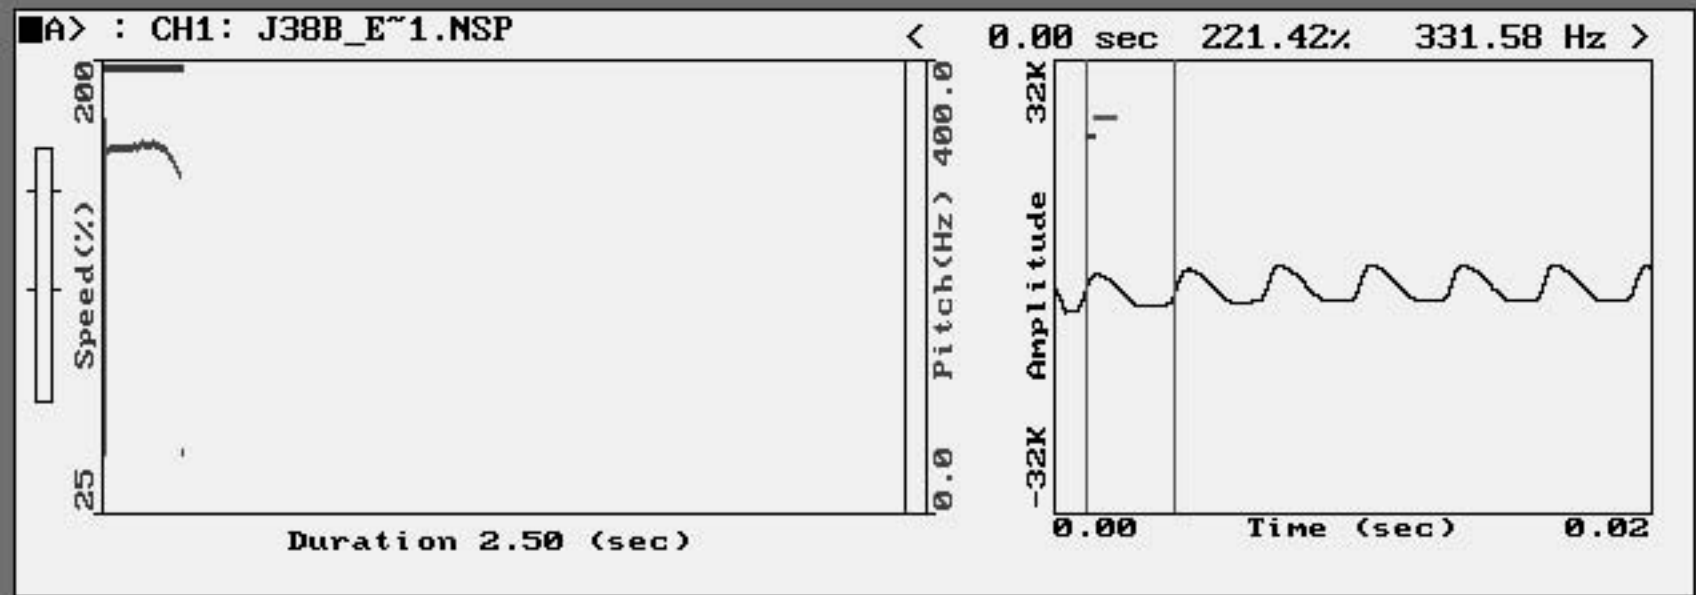 A> : CH1: J38B_E~1.NSP
< 0.00 sec 221.42% 331.58 Hz >
200
Speed(%)
25
Duration 2.50 (sec)
400.0
Pitch(Hz)
0.0
32K
Amplitude
-32K
0.00 Time (sec) 0.02